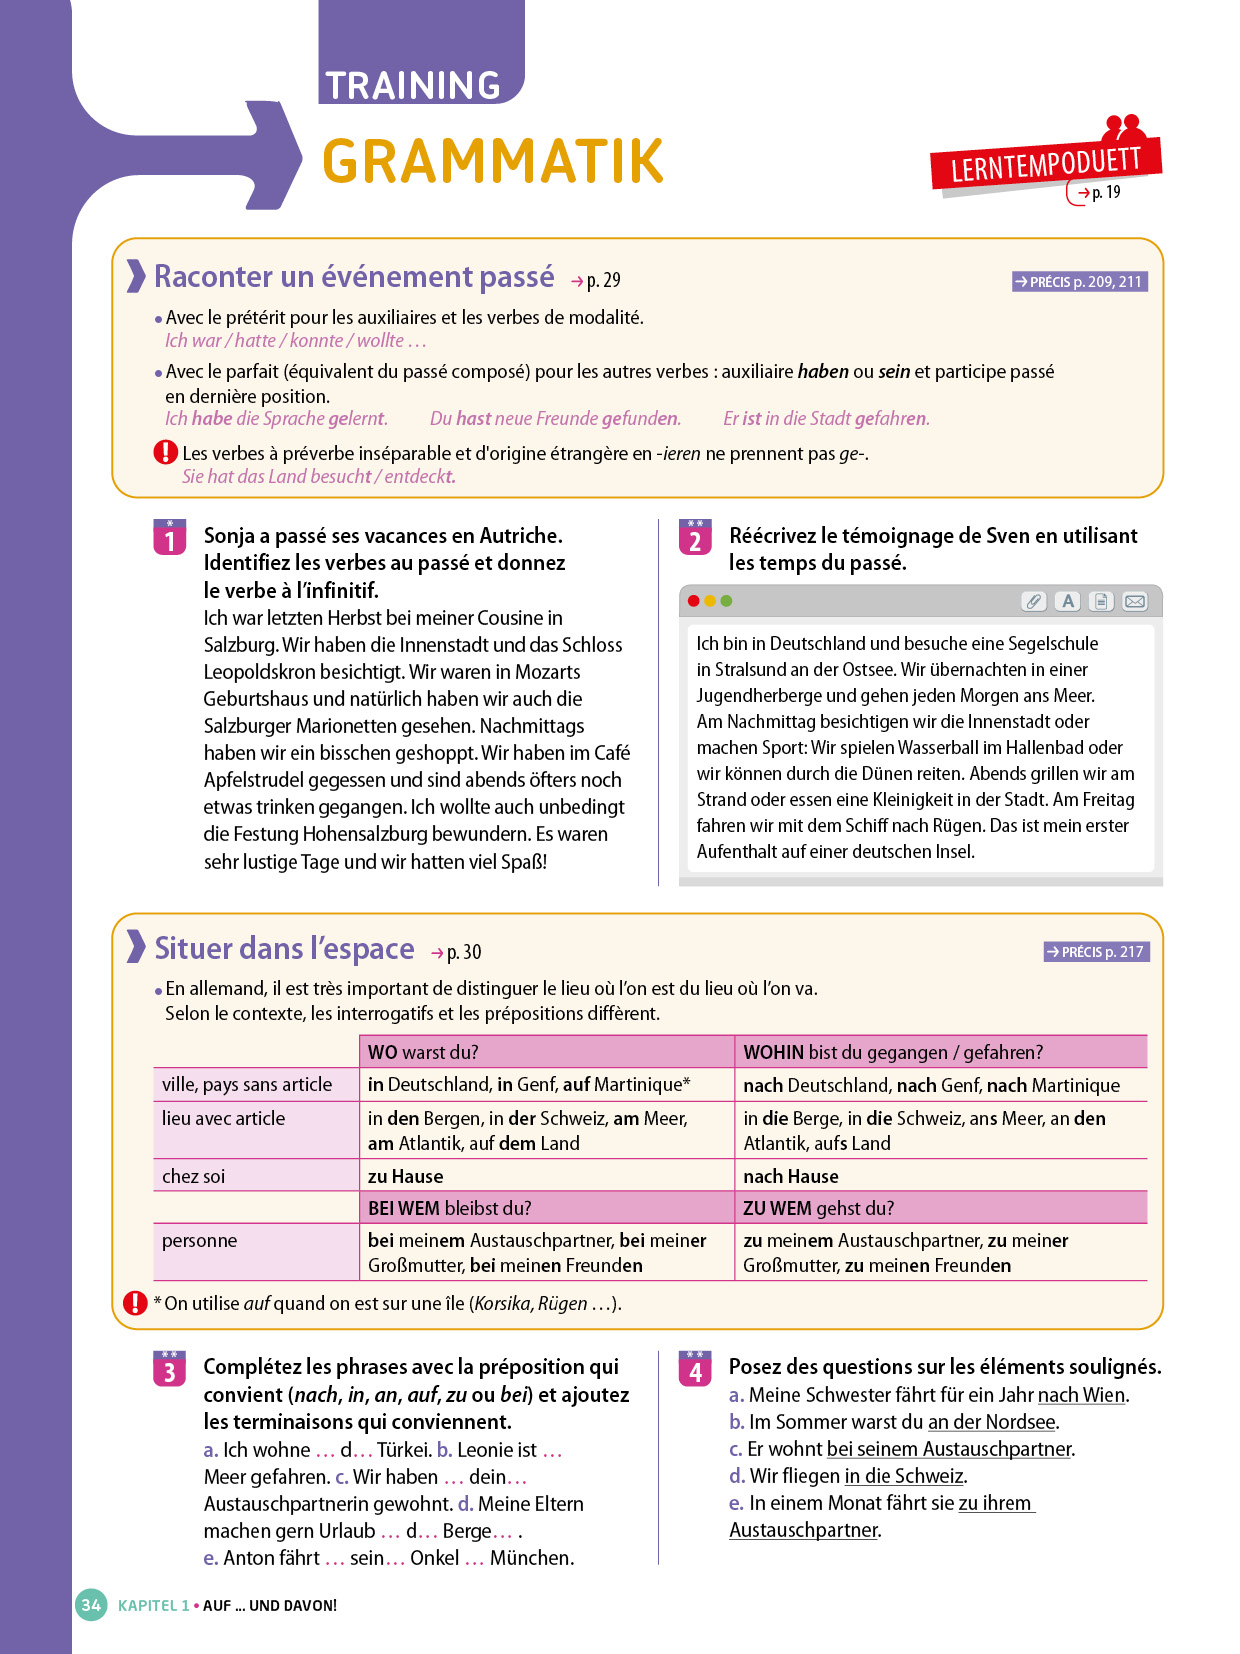 TRAINING
GRAMMATIK
LERNTEMPODUETT
→ p. 19
Raconter un événement passé → p. 29
→ PRÉCIS p. 209, 211
• Avec le prétérit pour les auxiliaires et les verbes de modalité.
Ich war / hatte / konnte / wollte …
• Avec le parfait (équivalent du passé composé) pour les autres verbes : auxiliaire haben ou sein et participe passé
en dernière position.
Ich habe die Sprache gelernt. Du hast neue Freunde gefunden. Er ist in die Stadt gefahren.
! Les verbes à préverbe inséparable et d'origine étrangère en -ieren ne prennent pas ge-.
Sie hat das Land besucht / entdeckt.
* 1 Sonja a passé ses vacances en Autriche.
Identifiez les verbes au passé et donnez
le verbe à l'infinitif.
Ich war letzten Herbst bei meiner Cousine in
Salzburg. Wir haben die Innenstadt und das Schloss
Leopoldskron besichtigt. Wir waren in Mozarts
Geburtshaus und natürlich haben wir auch die
Salzburger Marionetten gesehen. Nachmittags
haben wir ein bisschen geshoppt. Wir haben im Café
Apfelstrudel gegessen und sind abends öfters noch
etwas trinken gegangen. Ich wollte auch unbedingt
die Festung Hohensalzburg bewundern. Es waren
sehr lustige Tage und wir hatten viel Spaß!
** 2 Réécrivez le témoignage de Sven en utilisant
les temps du passé.
A
Ich bin in Deutschland und besuche eine Segelschule
in Stralsund an der Ostsee. Wir übernachten in einer
Jugendherberge und gehen jeden Morgen ans Meer.
Am Nachmittag besichtigen wir die Innenstadt oder
machen Sport: Wir spielen Wasserball im Hallenbad oder
wir können durch die Dünen reiten. Abends grillen wir am
Strand oder essen eine Kleinigkeit in der Stadt. Am Freitag
fahren wir mit dem Schiff nach Rügen. Das ist mein erster
Aufenthalt auf einer deutschen Insel.
Situer dans l'espace → p. 30
→ PRÉCIS p. 217
• En allemand, il est très important de distinguer le lieu où l'on est du lieu où l'on va.
Selon le contexte, les interrogatifs et les prépositions diffèrent.
WO warst du? WOHIN bist du gegangen / gefahren?
ville, pays sans article in Deutschland, in Genf, auf Martinique* nach Deutschland, nach Genf, nach Martinique
lieu avec article in den Bergen, in der Schweiz, am Meer, in die Berge, in die Schweiz, ans Meer, an den
am Atlantik, auf dem Land Atlantik, aufs Land
chez soi zu Hause nach Hause
BEI WEM bleibst du? ZU WEM gehst du?
personne bei meinem Austauschpartner, bei meiner zu meinem Austauschpartner, zu meiner
Großmutter, bei meinen Freunden Großmutter, zu meinen Freunden
! * On utilise auf quand on est sur une île (Korsika, Rügen …).
** 3 Complétez les phrases avec la préposition qui
convient (nach, in, an, auf, zu ou bei) et ajoutez
les terminaisons qui conviennent.
a. Ich wohne … d… Türkei. b. Leonie ist …
Meer gefahren. c. Wir haben … dein…
Austauschpartnerin gewohnt. d. Meine Eltern
machen gern Urlaub … d… Berge… .
e. Anton fährt … sein… Onkel … München.
** 4 Posez des questions sur les éléments soulignés.
a. Meine Schwester fährt für ein Jahr nach Wien.
b. Im Sommer warst du an der Nordsee.
c. Er wohnt bei seinem Austauschpartner.
d. Wir fliegen in die Schweiz.
e. In einem Monat fährt sie zu ihrem
Austauschpartner.
34 KAPITEL 1 • AUF ... UND DAVON!